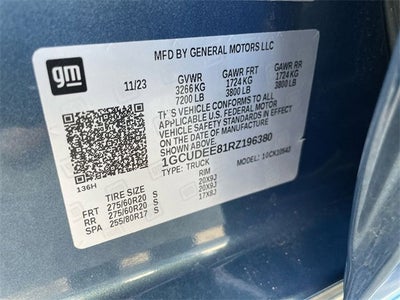 gm
MFD BY GENERAL MOTORS LLC
11/23
GVWR GAWR FRT GAWR RR
3266KG 1724 KG 1724 KG
7200 LB 3800 LB 3800 LB
THIS VEHICLE CONFORMS TO ALL
APPLICABLE U.S. FEDERAL MOTOR
VEHICLE SAFETY STANDARDS IN
EFFECT ON THE DATE OF
MANUFACTURE SHOWN ABOVE.
1GCUDEE81RZ196380
TYPE: TRUCK MODEL: 1GCK10543
136H
TIRE SIZE RIM
FRT 275/60R20 S 20X9J
RR 275/60R20 S 20X9J
SPA 255/80R17 S 17X8J